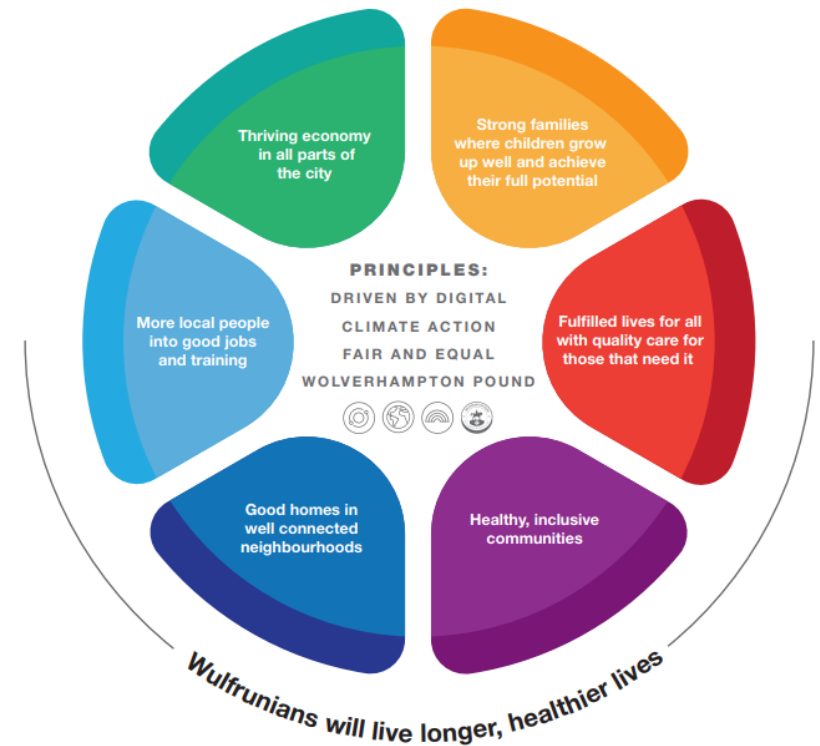 Thriving economy
in all parts of
the city
Strong families
where children grow
up well and achieve
their full potential
More local people
into good jobs
and training
PRINCIPLES:
DRIVEN BY DIGITAL
CLIMATE ACTION
FAIR AND EQUAL
WOLVERHAMPTON POUND
Fulfilled lives for all
with quality care for
those that need it
Good homes in
well connected
neighbourhoods
Healthy, inclusive
communities
Wulfrunians will live longer, healthier lives